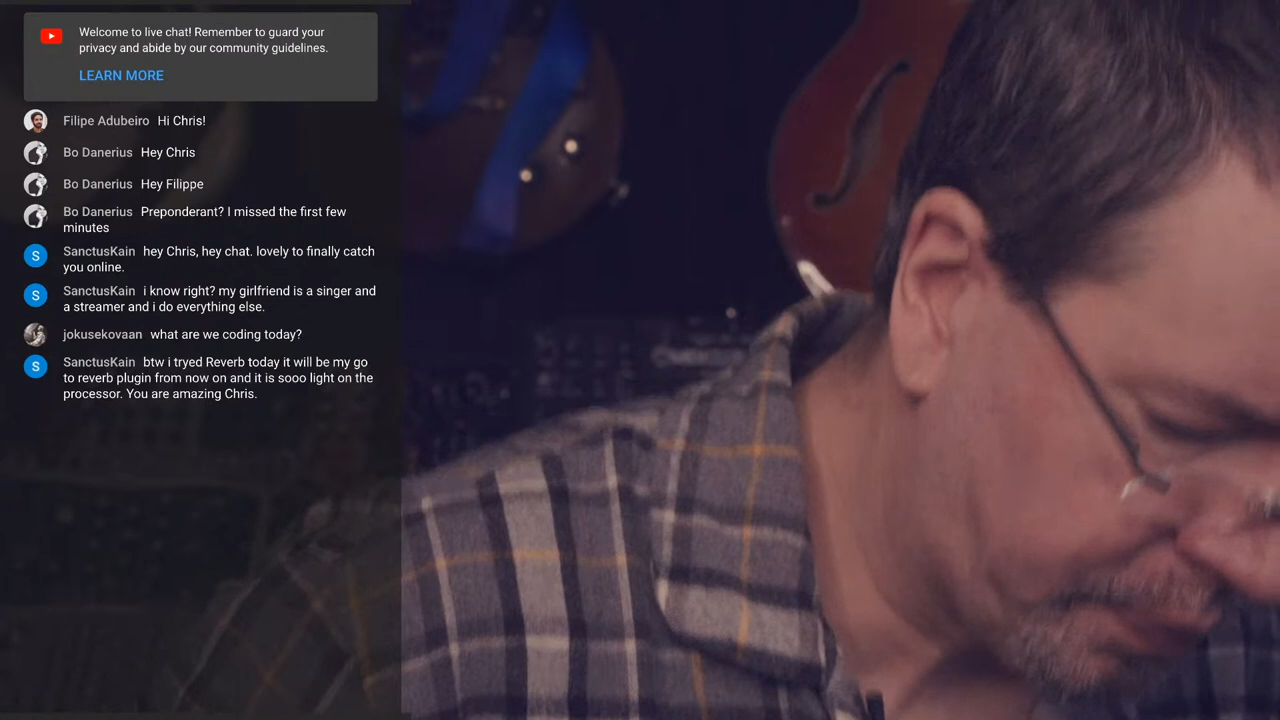 Welcome to live chat! Remember to guard your
privacy and abide by our community guidelines.
LEARN MORE
Filipe Adubeiro Hi Chris!
Bo Danerius Hey Chris
Bo Danerius Hey Filippe
Bo Danerius Preponderant? I missed the first few
minutes
SanctusKain hey Chris, hey chat. lovely to finally catch
you online.
SanctusKain i know right? my girlfriend is a singer and
a streamer and i do everything else.
jokusekovaan what are we coding today?
SanctusKain btw i tryed Reverb today it will be my go
to reverb plugin from now on and it is sooo light on the
processor. You are amazing Chris.